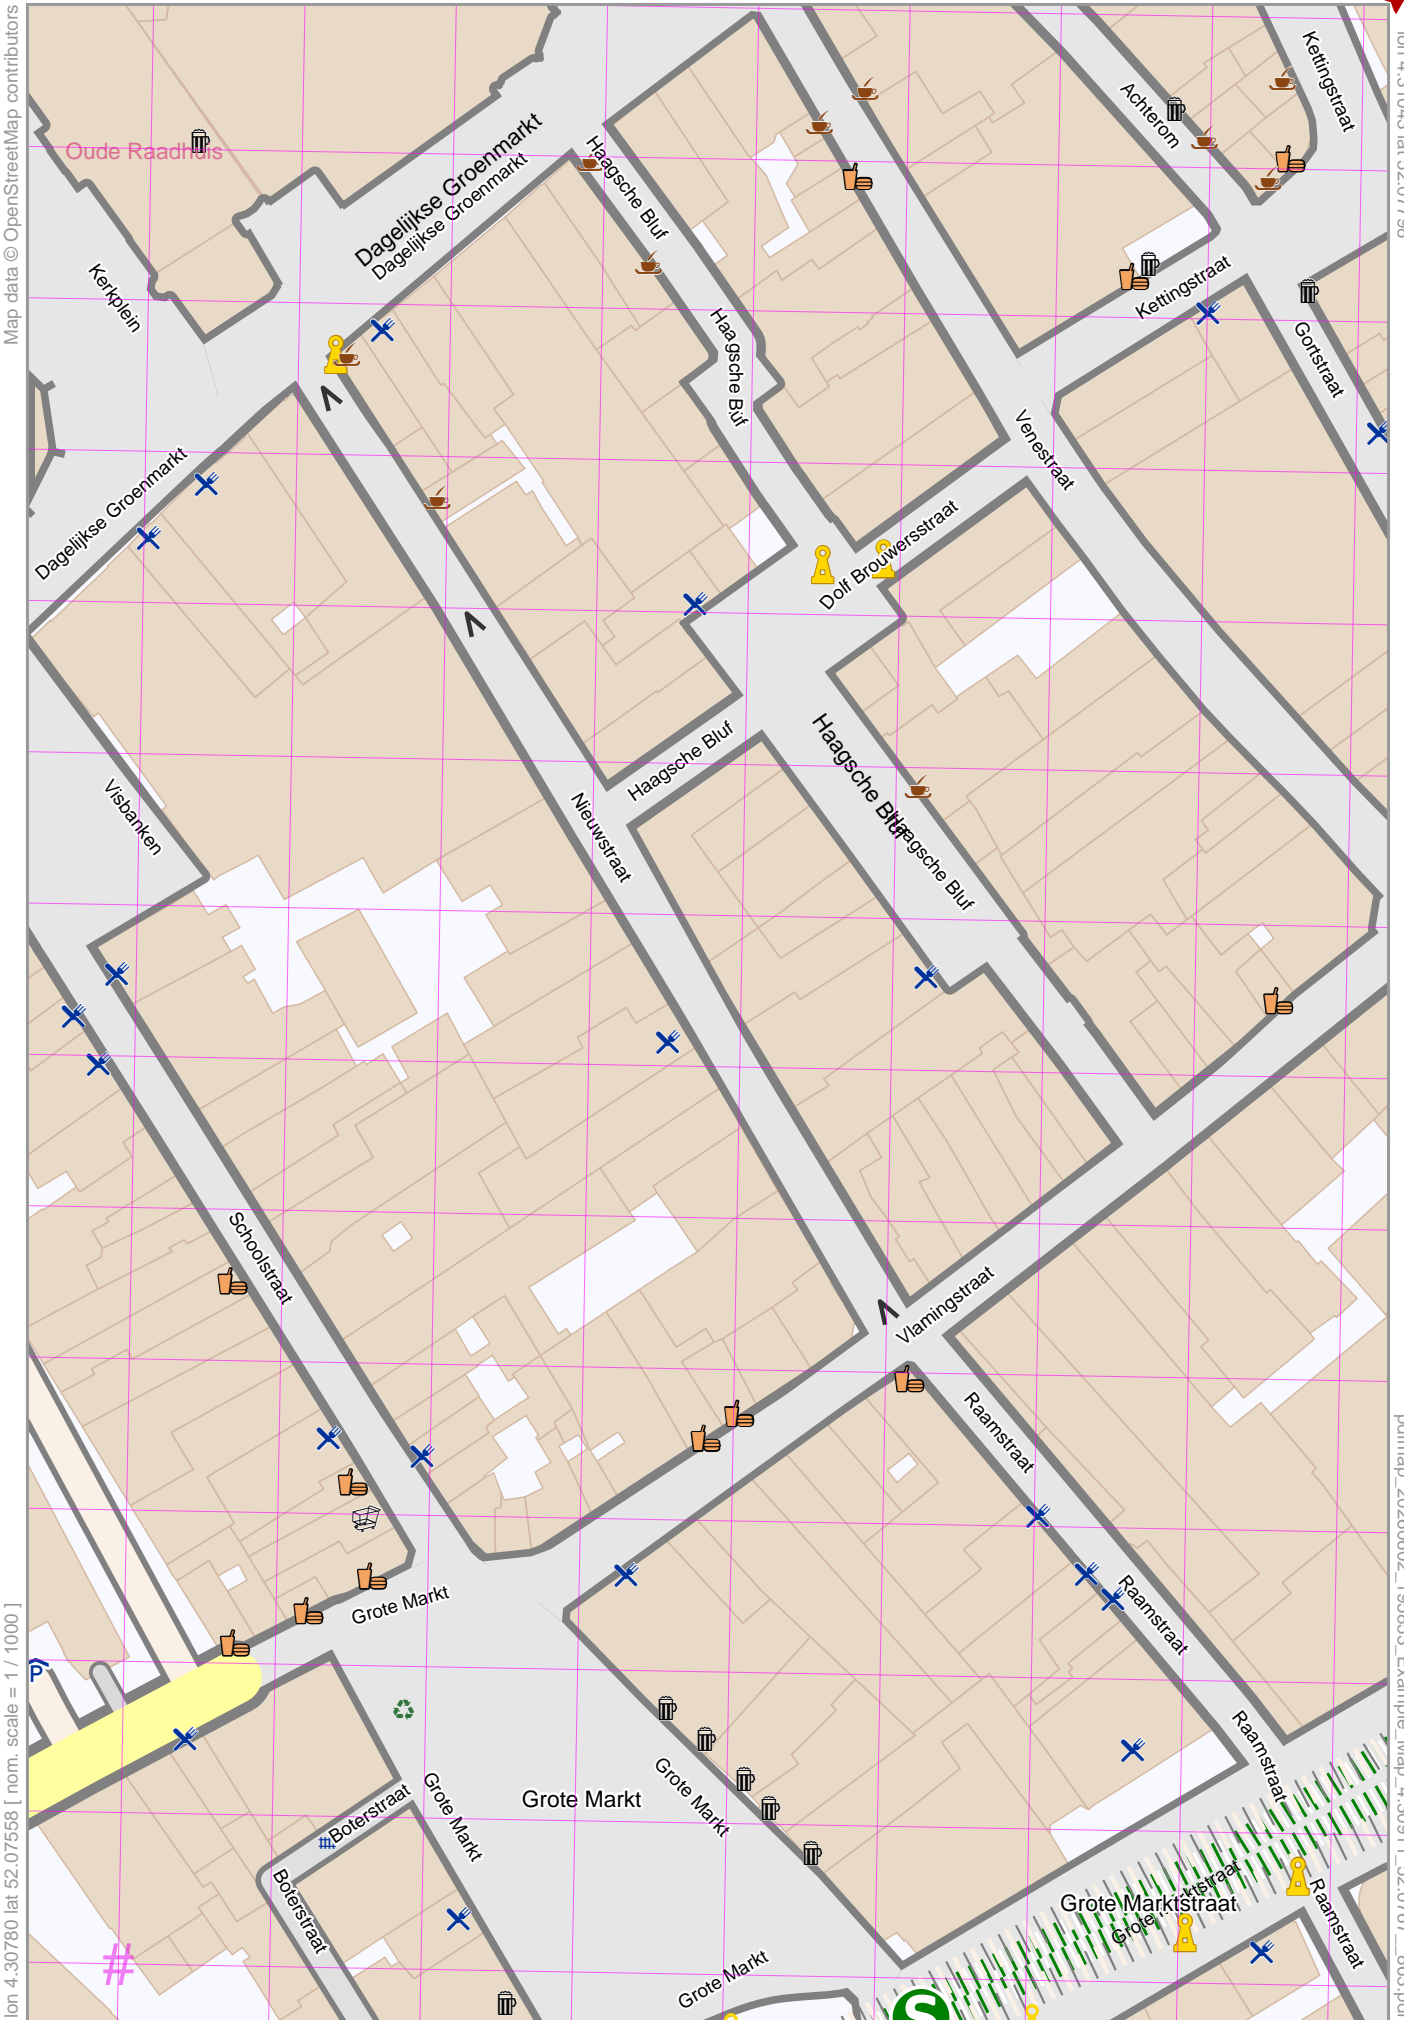 Map data © OpenStreetMap contributors
Kettingstraat
Achterom
Oude Raadhuis
Dagelijkse Groenmarkt
Dagelijkse Groenmarkt
Haagsche Bluf
Kerkplein
Kettingstraat
Gortstraat
Haagsche Bluf
Venestraat
Dagelijkse Groenmarkt
Dolf Brouwersstraat
Haagsche Bluf
Haagsche Bluf
Haagsche Bluf
Visbanken
Nieuwstraat
Schoolstraat
Vlamingstraat
Raamstraat
Grote Markt
Raamstraat
P
Raamstraat
Grote Markt
Grote Markt
Grote Markt
Boterstraat
Boterstraat
Grote Marktstraat
Grote Marktstraat
Raamstraat
Grote Markt
#
S
lon 4.30780 lat 52.07558 [ nom. scale = 1 / 1000 ]